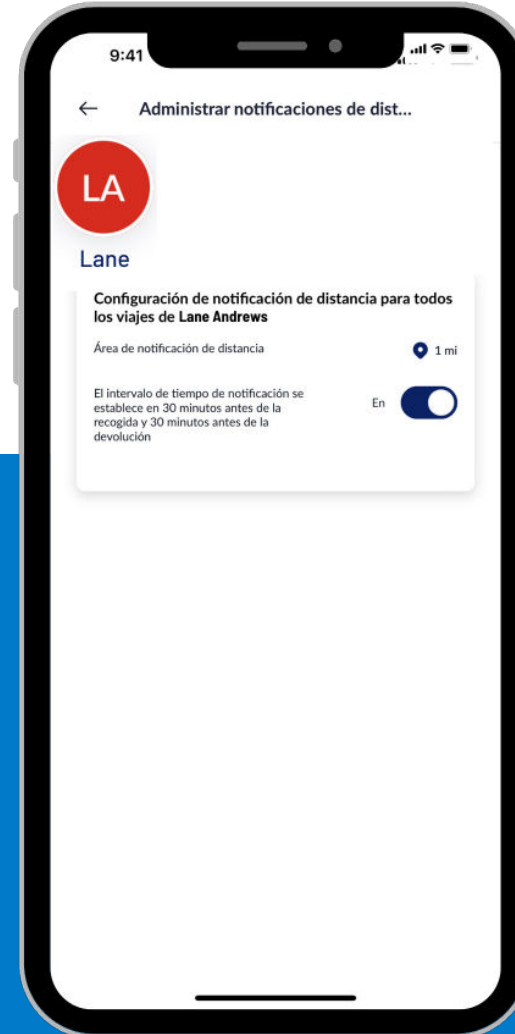 9:41
Administrar notificaciones de dist...
LA
Lane
Configuración de notificación de distancia para todos
los viajes de Lane Andrews
Área de notificación de distancia
1 mi
El intervalo de tiempo de notificación se
establece en 30 minutos antes de la
recogida y 30 minutos antes de la
devolución
En